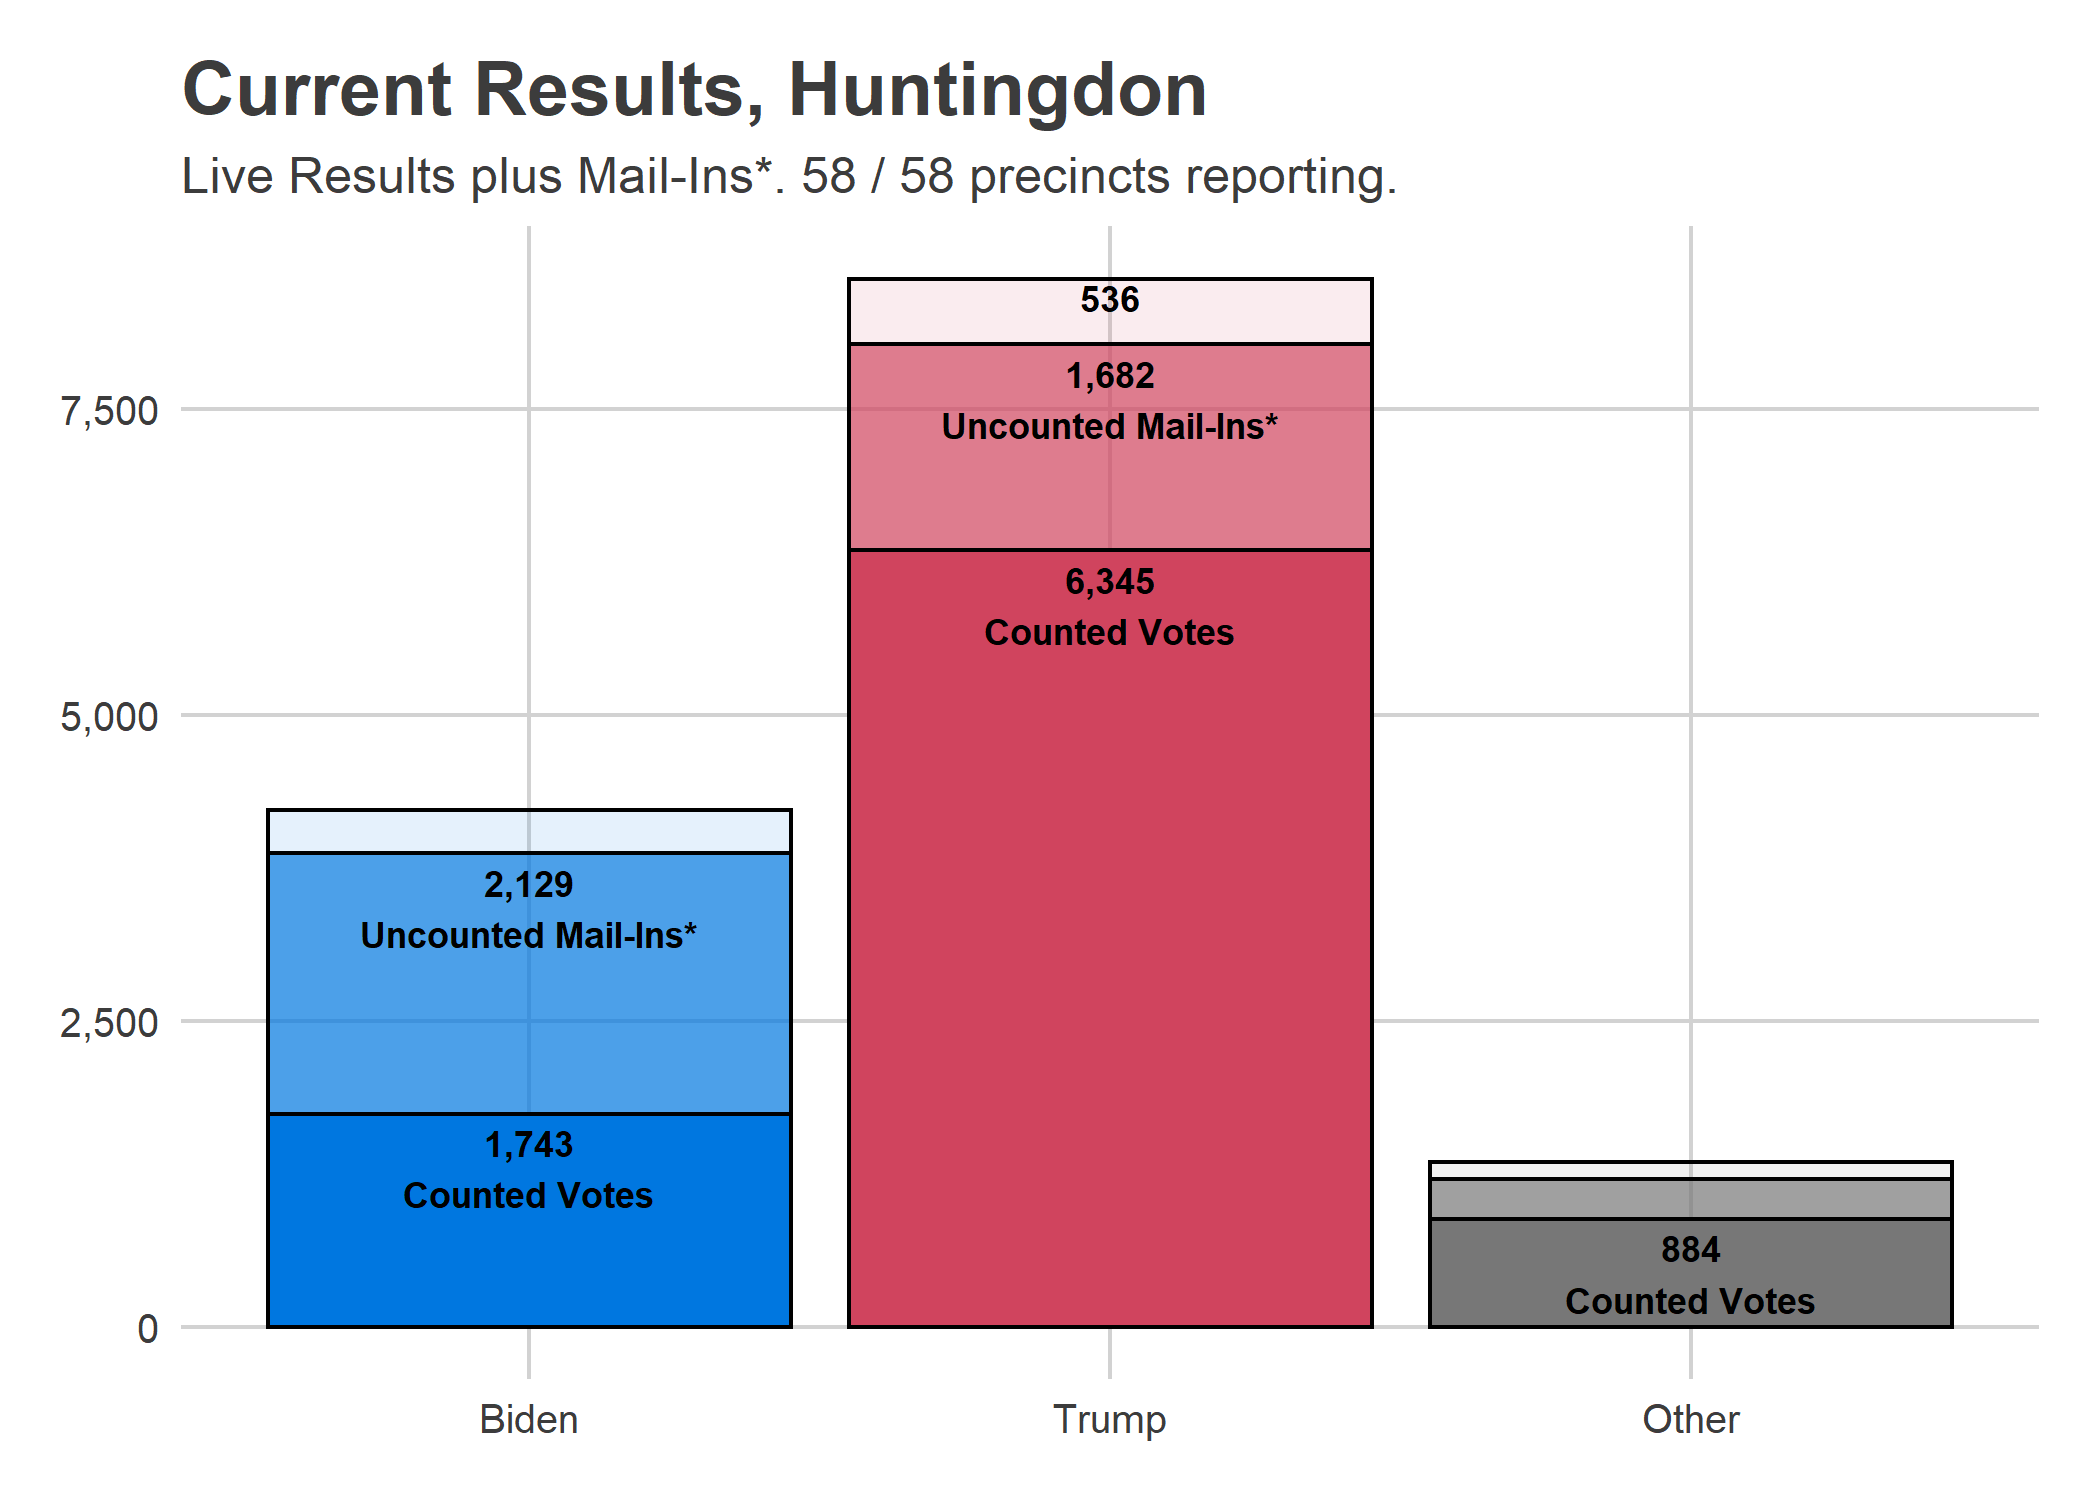 Current Results, Huntingdon
Live Results plus Mail-Ins*. 58 / 58 precincts reporting.
536
1,682
Uncounted Mail-Ins*
7,500
6,345
Counted Votes
5,000
2,129
Uncounted Mail-Ins*
2,500
1,743
Counted Votes
884
Counted Votes
0
Biden Trump Other